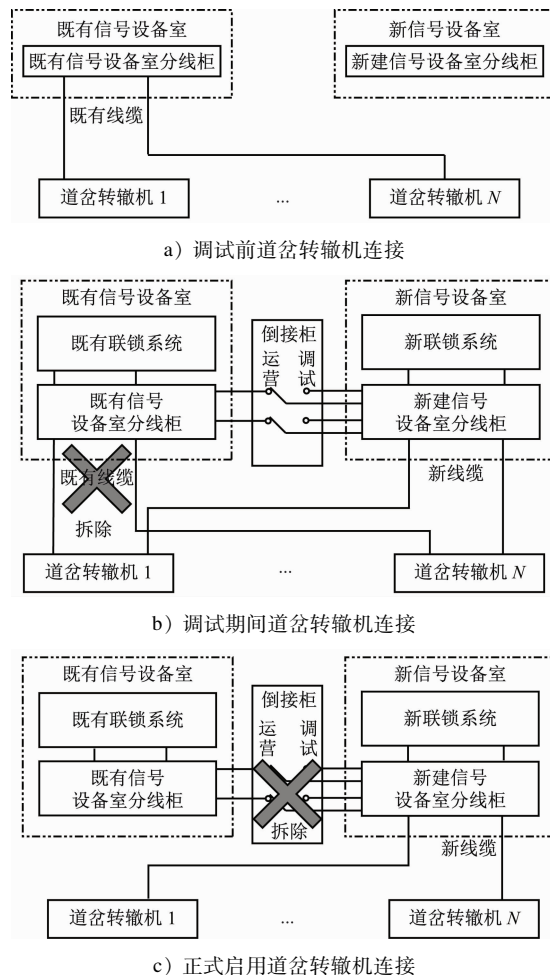 既有信号设备室
新信号设备室
既有信号设备室分线柜
新建信号设备室分线柜
既有线缆
道岔转辙机 1
...
道岔转辙机 N
a）调试前道岔转辙机连接
既有信号设备室
新信号设备室
倒接柜
既有联锁系统
运营
调试
新联锁系统
既有信号
设备室分线柜
新建信号
设备室分线柜
既有线缆
新线缆
拆除
道岔转辙机 1
...
道岔转辙机 N
b）调试期间道岔转辙机连接
既有信号设备室
新信号设备室
倒接柜
既有联锁系统
运营
调试
新联锁系统
既有信号
设备室分线柜
新建信号
设备室分线柜
拆除
新线缆
道岔转辙机 1
...
道岔转辙机 N
c）正式启用道岔转辙机连接